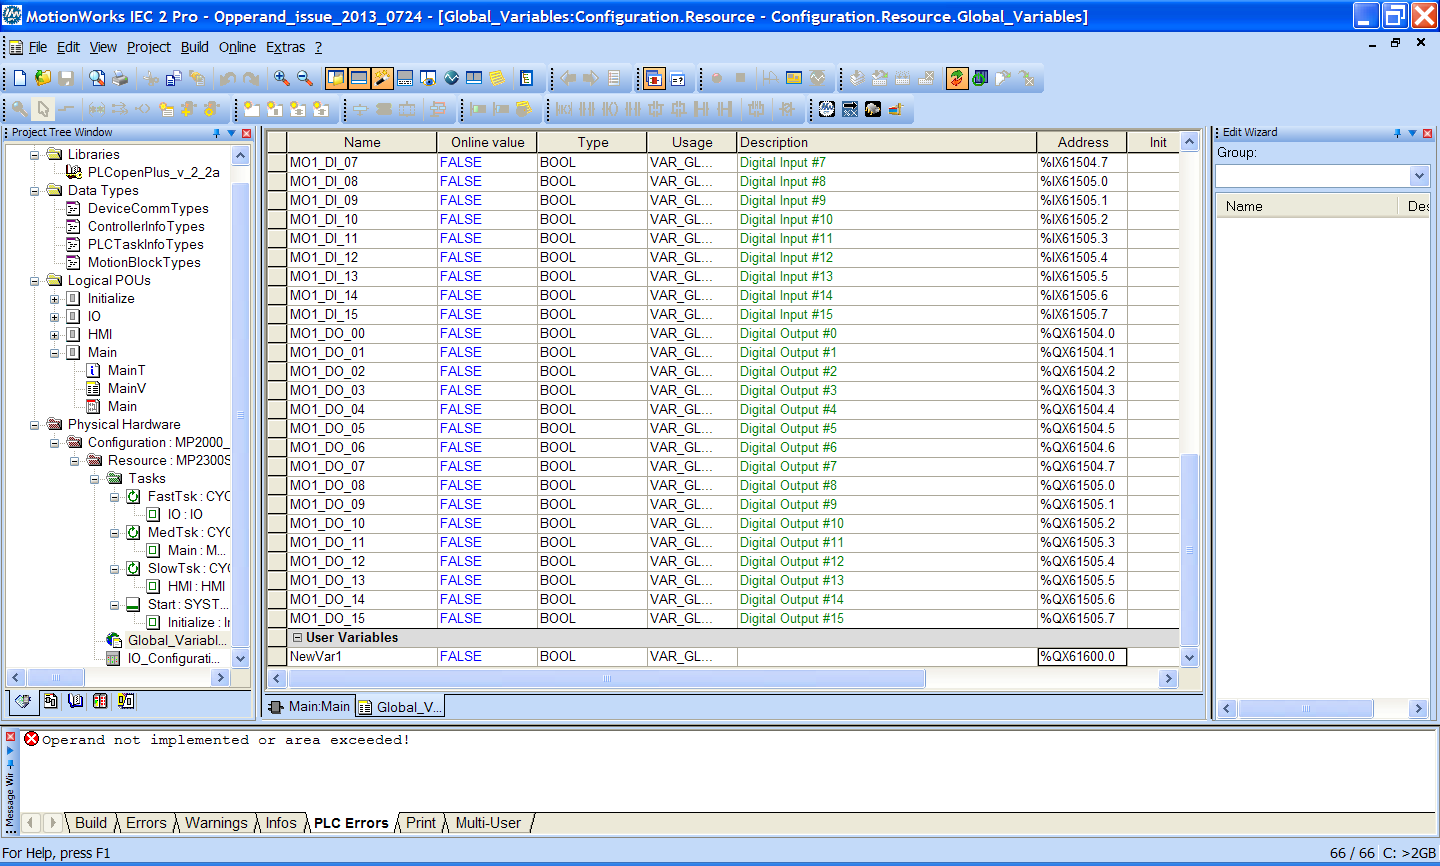 MotionWorks IEC 2 Pro - Opperand_issue_2013_0724 - [Global_Variables:Configuration.Resource - Configuration.Resource.Global_Variables]
File Edit View Project Build Online Extras ?
Project Tree Window
Libraries
PLCopenPlus_v_2_2a
Data Types
DeviceCommTypes
ControllerInfoTypes
PLCTaskInfoTypes
MotionBlockTypes
Logical POUs
Initialize
IO
HMI
Main
MainT
MainV
Main
Physical Hardware
Configuration : MP2000_
Resource : MP2300S
Tasks
FastTsk : CYC
IO : IO
MedTsk : CYC
Main : M...
SlowTsk : CYC
HMI : HMI
Start : SYST...
Initialize : I
Global_Variabl...
IO_Configurati...
Name Online value Type Usage Description Address Init
MO1_DI_07 FALSE BOOL VAR_GL... Digital Input #7 %IX61504.7
MO1_DI_08 FALSE BOOL VAR_GL... Digital Input #8 %IX61505.0
MO1_DI_09 FALSE BOOL VAR_GL... Digital Input #9 %IX61505.1
MO1_DI_10 FALSE BOOL VAR_GL... Digital Input #10 %IX61505.2
MO1_DI_11 FALSE BOOL VAR_GL... Digital Input #11 %IX61505.3
MO1_DI_12 FALSE BOOL VAR_GL... Digital Input #12 %IX61505.4
MO1_DI_13 FALSE BOOL VAR_GL... Digital Input #13 %IX61505.5
MO1_DI_14 FALSE BOOL VAR_GL... Digital Input #14 %IX61505.6
MO1_DI_15 FALSE BOOL VAR_GL... Digital Input #15 %IX61505.7
MO1_DO_00 FALSE BOOL VAR_GL... Digital Output #0 %QX61504.0
MO1_DO_01 FALSE BOOL VAR_GL... Digital Output #1 %QX61504.1
MO1_DO_02 FALSE BOOL VAR_GL... Digital Output #2 %QX61504.2
MO1_DO_03 FALSE BOOL VAR_GL... Digital Output #3 %QX61504.3
MO1_DO_04 FALSE BOOL VAR_GL... Digital Output #4 %QX61504.4
MO1_DO_05 FALSE BOOL VAR_GL... Digital Output #5 %QX61504.5
MO1_DO_06 FALSE BOOL VAR_GL... Digital Output #6 %QX61504.6
MO1_DO_07 FALSE BOOL VAR_GL... Digital Output #7 %QX61504.7
MO1_DO_08 FALSE BOOL VAR_GL... Digital Output #8 %QX61505.0
MO1_DO_09 FALSE BOOL VAR_GL... Digital Output #9 %QX61505.1
MO1_DO_10 FALSE BOOL VAR_GL... Digital Output #10 %QX61505.2
MO1_DO_11 FALSE BOOL VAR_GL... Digital Output #11 %QX61505.3
MO1_DO_12 FALSE BOOL VAR_GL... Digital Output #12 %QX61505.4
MO1_DO_13 FALSE BOOL VAR_GL... Digital Output #13 %QX61505.5
MO1_DO_14 FALSE BOOL VAR_GL... Digital Output #14 %QX61505.6
MO1_DO_15 FALSE BOOL VAR_GL... Digital Output #15 %QX61505.7
User Variables
NewVar1 FALSE BOOL VAR_GL... %QX61600.0
Main:Main Global_V...
Edit Wizard
Group:
Name Des
Message Wir
Operand not implemented or area exceeded!
Build Errors Warnings Infos PLC Errors Print Multi-User
For Help, press F1 66 / 66 C: >2GB